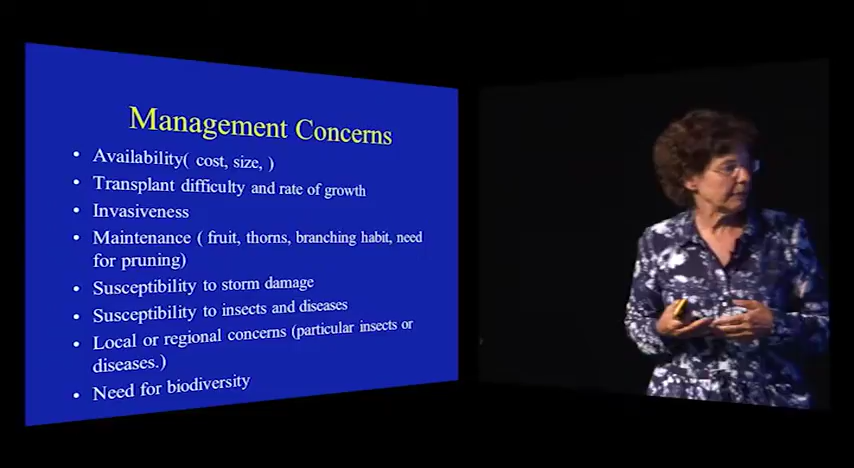 Management Concerns
• Availability( cost, size, )
• Transplant difficulty and rate of growth
• Invasiveness
• Maintenance ( fruit, thorns, branching habit, need
for pruning)
• Susceptibility to storm damage
• Susceptibility to insects and diseases
• Local or regional concerns (particular insects or
diseases.)
• Need for biodiversity